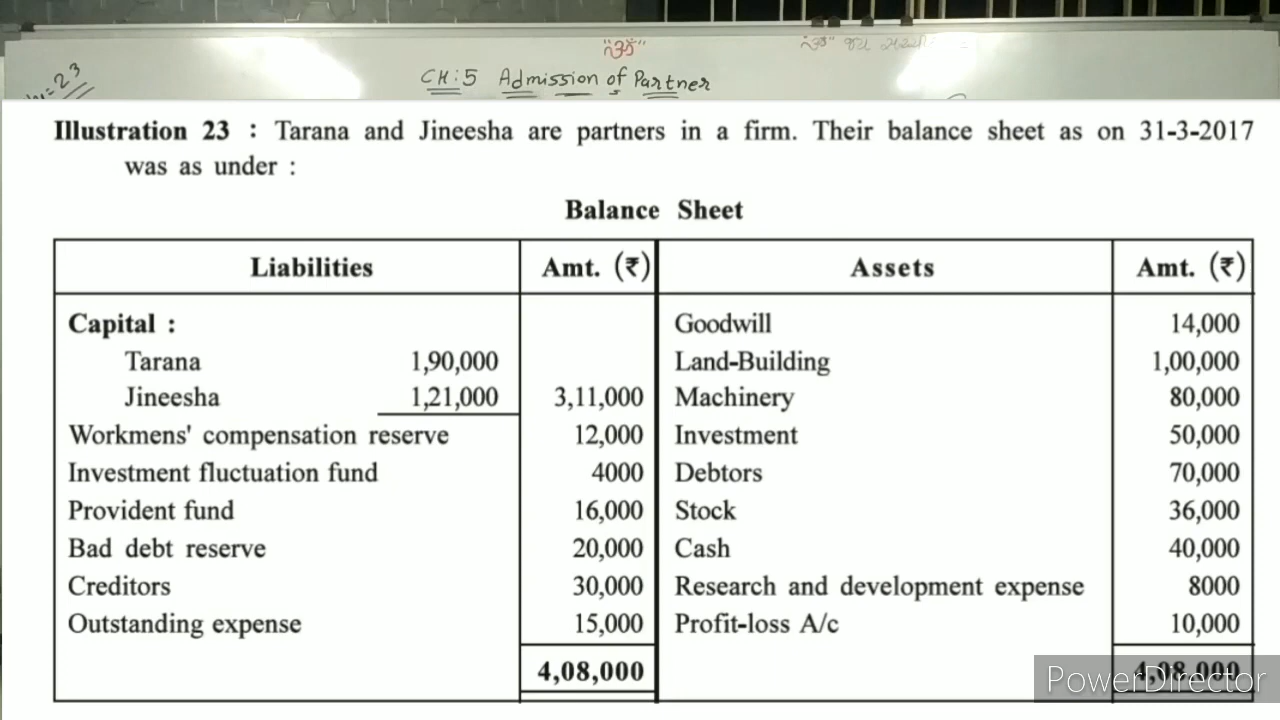 "ૐ"
CH:5 Admission of Partner
Illustration 23 : Tarana and Jineesha are partners in a firm. Their balance sheet as on 31-3-2017
was as under :
Balance Sheet
Liabilities Amt. (₹) Assets Amt. (₹)
Capital : Goodwill 14,000
Tarana 1,90,000 Land-Building 1,00,000
Jineesha 1,21,000 3,11,000 Machinery 80,000
Workmens' compensation reserve 12,000 Investment 50,000
Investment fluctuation fund 4000 Debtors 70,000
Provident fund 16,000 Stock 36,000
Bad debt reserve 20,000 Cash 40,000
Creditors 30,000 Research and development expense 8000
Outstanding expense 15,000 Profit-loss A/c 10,000
4,08,000 4,08,000
PowerDirector